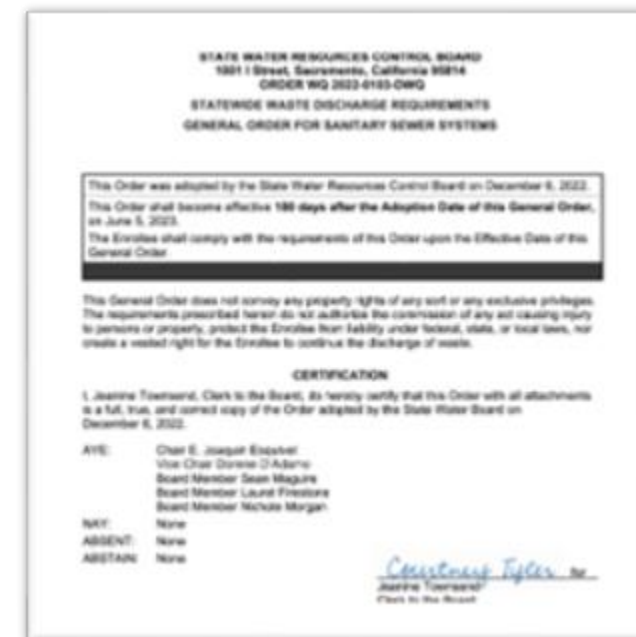 STATE WATER RESOURCES CONTROL BOARD
1001 I Street, Sacramento, California 95814
ORDER WQ 2022-0103-DWQ
STATEWIDE WASTE DISCHARGE REQUIREMENTS
GENERAL ORDER FOR SANITARY SEWER SYSTEMS
This Order was adopted by the State Water Resources Control Board on December 6, 2022.
This Order shall become effective 180 days after the Adoption Date of this General Order,
on June 5, 2023.
The Enrollee shall comply with the requirements of this Order upon the Effective Date of this
General Order.
This General Order does not convey any property rights of any sort or any exclusive privileges.
The requirements prescribed herein do not authorize the commission of any act causing injury
to persons or property, protect the Enrollee from liability under federal, state, or local laws, nor
create a vested right for the Enrollee to continue the discharge of waste.
CERTIFICATION
I, Jeanine Townsend, Clerk to the Board, do hereby certify that this Order with all attachments
is a full, true, and correct copy of the Order adopted by the State Water Board on
December 6, 2022.
AYE: Chair E. Joaquin Esquivel
Vice Chair Dorene D'Adamo
Board Member Sean Maguire
Board Member Laurel Firestone
Board Member Nichole Morgan
NAY: None
ABSENT: None
ABSTAIN: None
Courtney Tyler for
Jeanine Townsend
Clerk to the Board